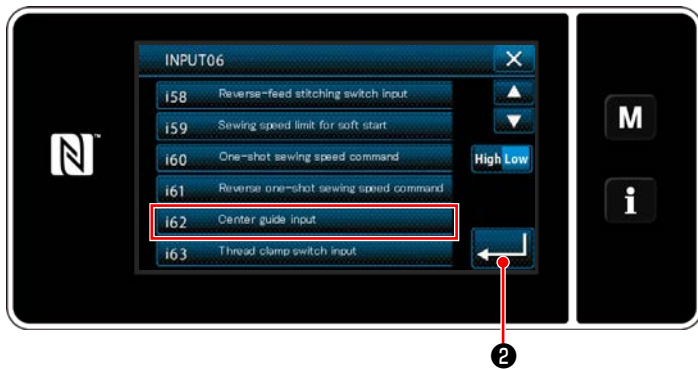 INPUT06
i58 Reverse-feed stitching switch input
i59 Sewing speed limit for soft start
i60 One-shot sewing speed command
High Low
i61 Reverse one-shot sewing speed command
i62 Center guide input
i63 Thread clamp switch input
M
i
❷